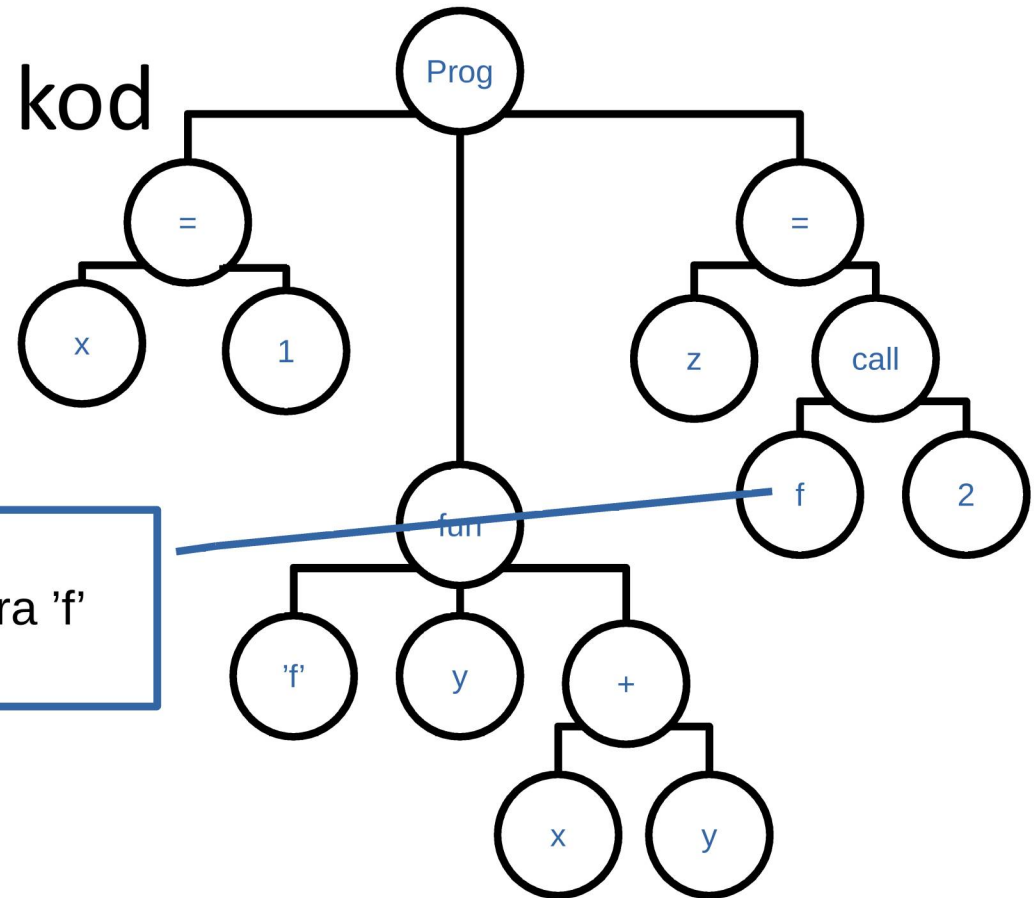 kod
Prog
=
=
x
1
z
call
fun
f
2
ra ’f’
’f’
y
+
x
y